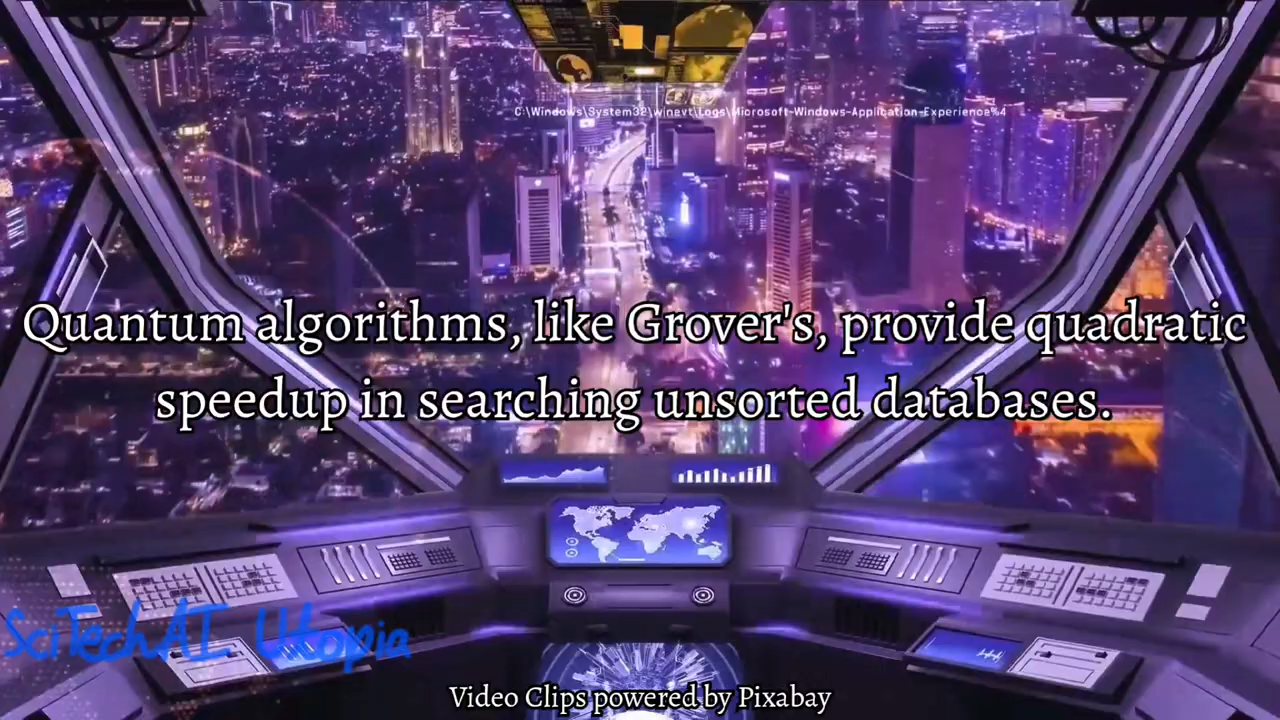 C:\Windows\System32\winevt\Logs\Microsoft-Windows-Application-Experience%4
Quantum algorithms, like Grover's, provide quadratic
speedup in searching unsorted databases.
SciTechAI Utopia
Video Clips powered by Pixabay